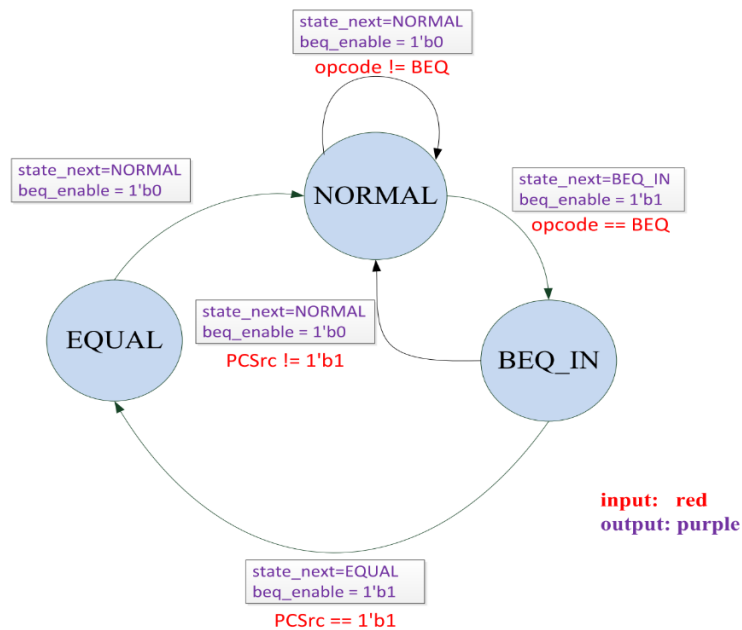 state_next=NORMAL
beq_enable = 1'b0
opcode != BEQ
state_next=NORMAL
beq_enable = 1'b0
NORMAL
state_next=BEQ_IN
beq_enable = 1'b1
opcode == BEQ
EQUAL
state_next=NORMAL
beq_enable = 1'b0
PCSrc != 1'b1
BEQ_IN
input: red
output: purple
state_next=EQUAL
beq_enable = 1'b1
PCSrc == 1'b1